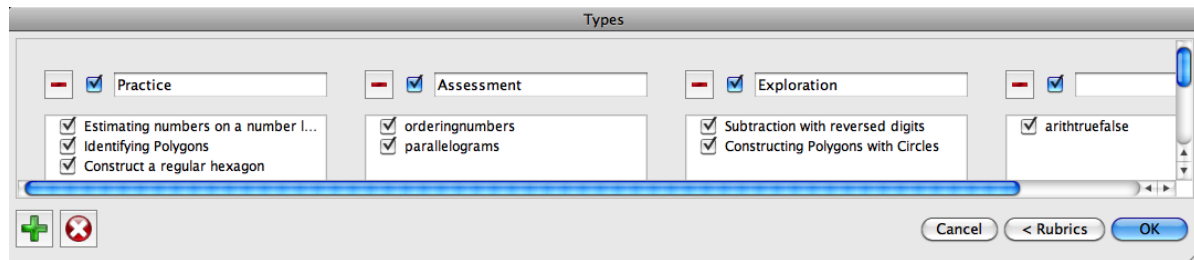 Types
Practice
Assessment
Exploration
Estimating numbers on a number l...
Identifying Polygons
Construct a regular hexagon
orderingnumbers
parallelograms
Subtraction with reversed digits
Constructing Polygons with Circles
arithtruefalse
Cancel
< Rubrics
OK